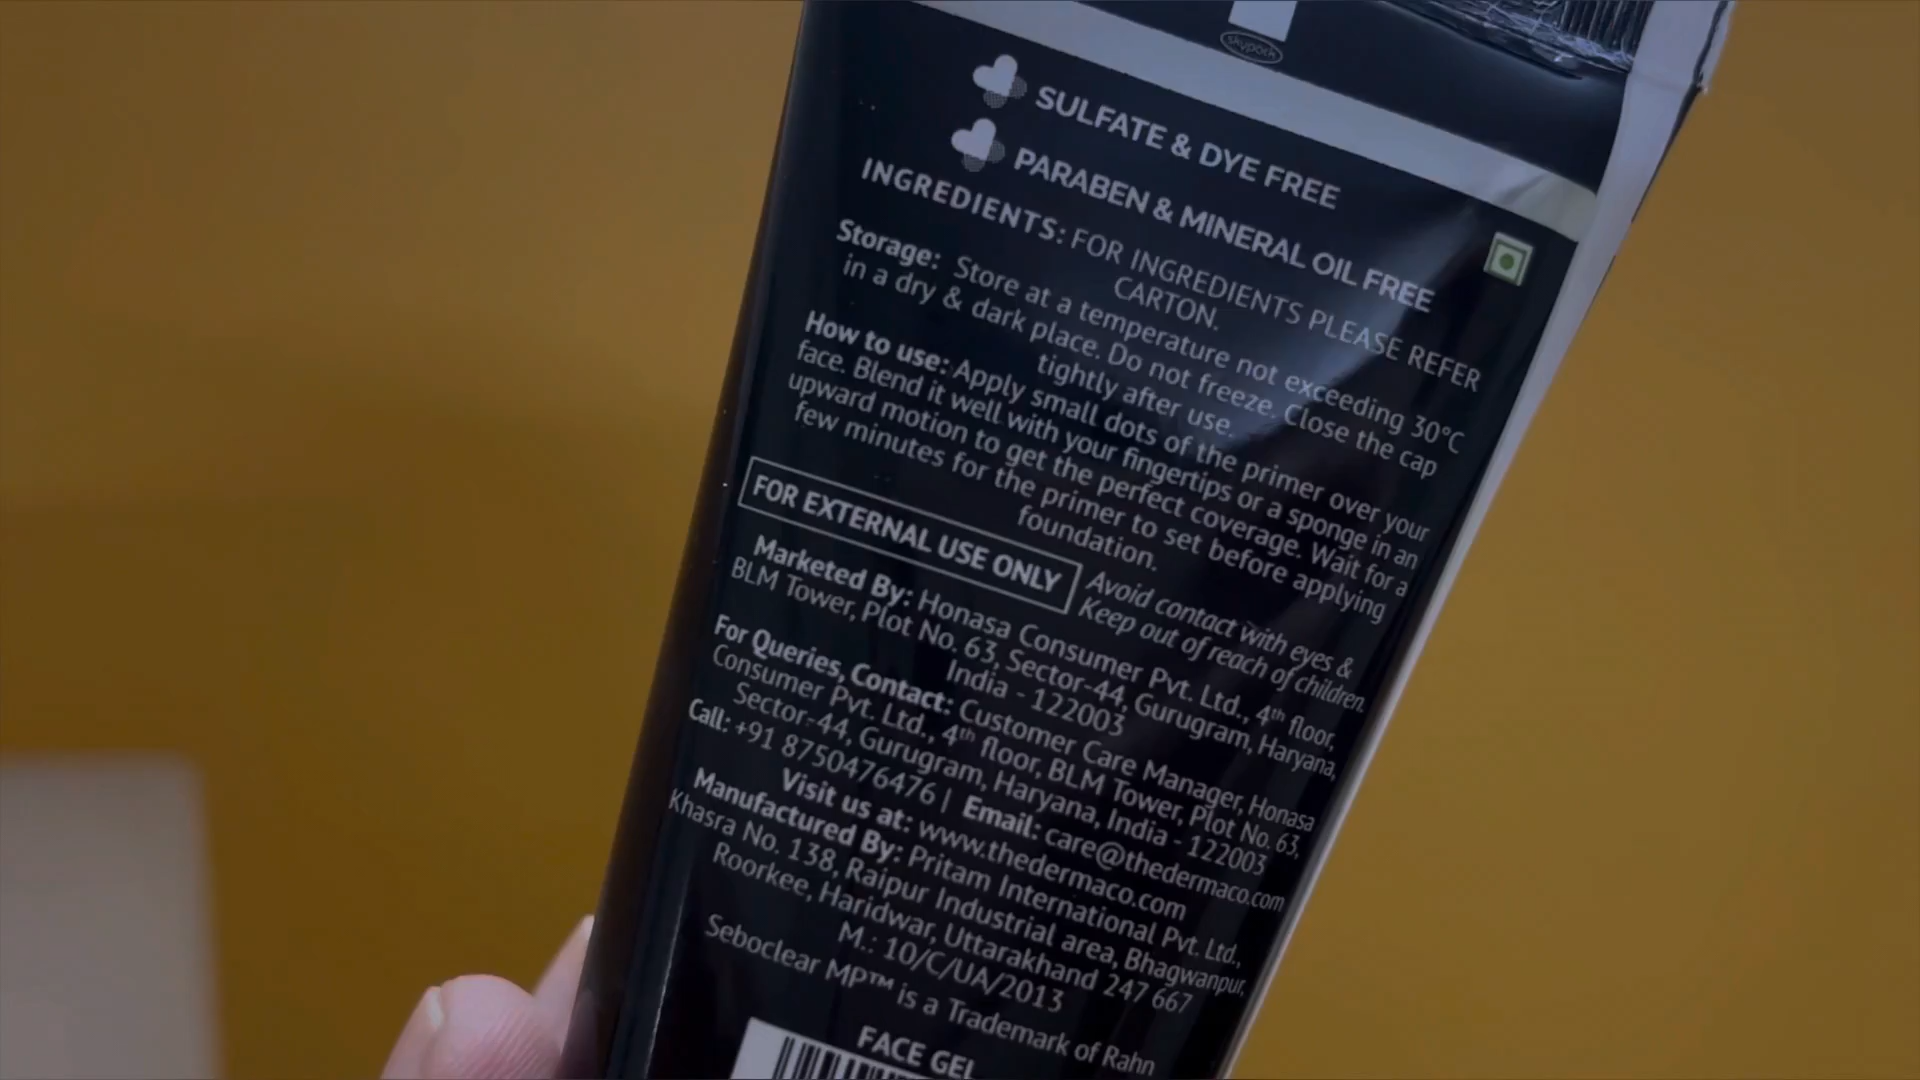 skypack
SULFATE & DYE FREE
PARABEN & MINERAL OIL FREE
INGREDIENTS: FOR INGREDIENTS PLEASE REFER
CARTON.
Storage: Store at a temperature not exceeding 30°C
in a dry & dark place. Do not freeze. Close the cap
tightly after use.
How to use: Apply small dots of the primer over your
face. Blend it well with your fingertips or a sponge in an
upward motion to get the perfect coverage. Wait for a
few minutes for the primer to set before applying
foundation.
FOR EXTERNAL USE ONLY
Avoid contact with eyes &
Keep out of reach of children.
Marketed By: Honasa Consumer Pvt. Ltd., 4th floor,
BLM Tower, Plot No. 63, Sector-44, Gurugram, Haryana,
India - 122003
For Queries, Contact: Customer Care Manager, Honasa
Consumer Pvt. Ltd., 4th floor, BLM Tower, Plot No. 63,
Sector-44, Gurugram, Haryana, India - 122003
Call: +91 8750476476 | Email: care@thedermaco.com
Visit us at: www.thedermaco.com
Manufactured By: Pritam International Pvt. Ltd.,
Khasra No. 138, Raipur Industrial area, Bhagwanpur,
Roorkee, Haridwar, Uttarakhand 247 667
M.: 10/C/UA/2013
Seboclear MP™ is a Trademark of Rahn
FACE GEL